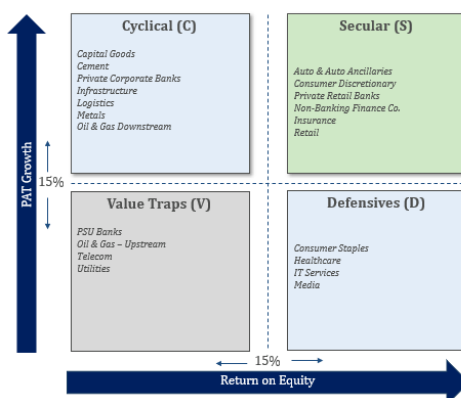 Cyclical (C)
Capital Goods
Cement
Private Corporate Banks
Infrastructure
Logistics
Metals
Oil & Gas Downstream
Secular (S)
Auto & Auto Ancillaries
Consumer Discretionary
Private Retail Banks
Non-Banking Finance Co.
Insurance
Retail
PAT Growth
15%
Value Traps (V)
PSU Banks
Oil & Gas – Upstream
Telecom
Utilities
Defensives (D)
Consumer Staples
Healthcare
IT Services
Media
15%
Return on Equity